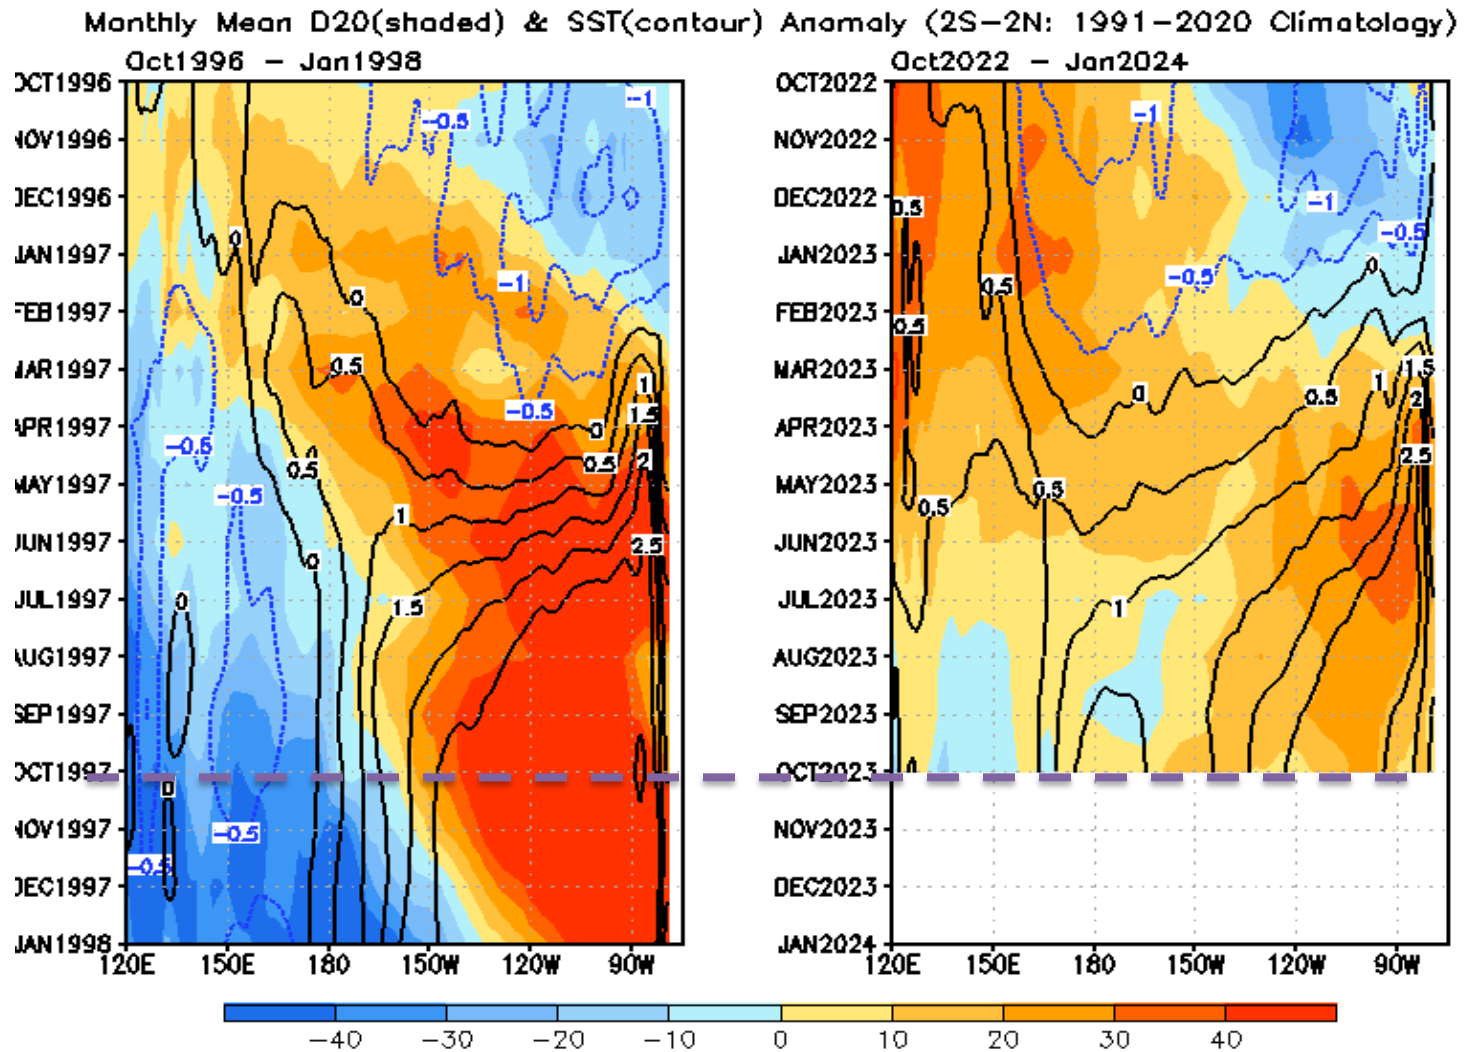 Monthly Mean D20(shaded) & SST(contour) Anomaly (2S-2N: 1991-2020 Climatology)
Oct1996 - Jan1998
Oct2022 - Jan2024
OCT1996
NOV1996
DEC1996
JAN1997
FEB1997
MAR1997
APR1997
MAY1997
JUN1997
JUL1997
AUG1997
SEP1997
OCT1997
NOV1997
DEC1997
JAN1998
120E 150E 180 150W 120W 90W
-1
-0.5
0
-1
0
0.5
1
-0.5
1.5
0
-0.5
0.5
0.5
2
-0.5
1
2.5
0
0
1.5
0
-0.5
-0.5
OCT2022
NOV2022
DEC2022
JAN2023
FEB2023
MAR2023
APR2023
MAY2023
JUN2023
JUL2023
AUG2023
SEP2023
OCT2023
NOV2023
DEC2023
JAN2024
120E 150E 180 150W 120W 90W
-1
-1
0.5
-0.5
0
-0.5
0.5
0.5
1.5
1
0
0.5
2
2.5
0.5
0.5
1
-40 -30 -20 -10 0 10 20 30 40